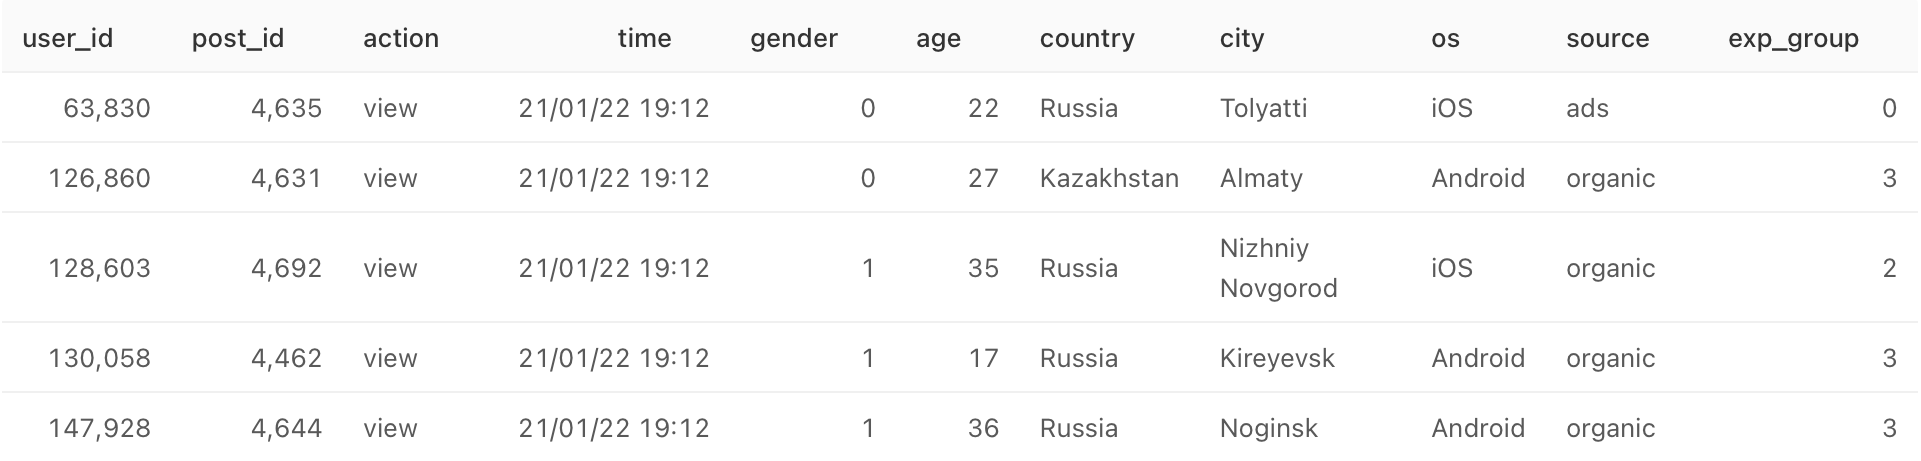 user_id post_id action time gender age country city os source exp_group
63,830 4,635 view 21/01/22 19:12 0 22 Russia Tolyatti iOS ads 0
126,860 4,631 view 21/01/22 19:12 0 27 Kazakhstan Almaty Android organic 3
128,603 4,692 view 21/01/22 19:12 1 35 Russia Nizhniy Novgorod iOS organic 2
130,058 4,462 view 21/01/22 19:12 1 17 Russia Kireyevsk Android organic 3
147,928 4,644 view 21/01/22 19:12 1 36 Russia Noginsk Android organic 3